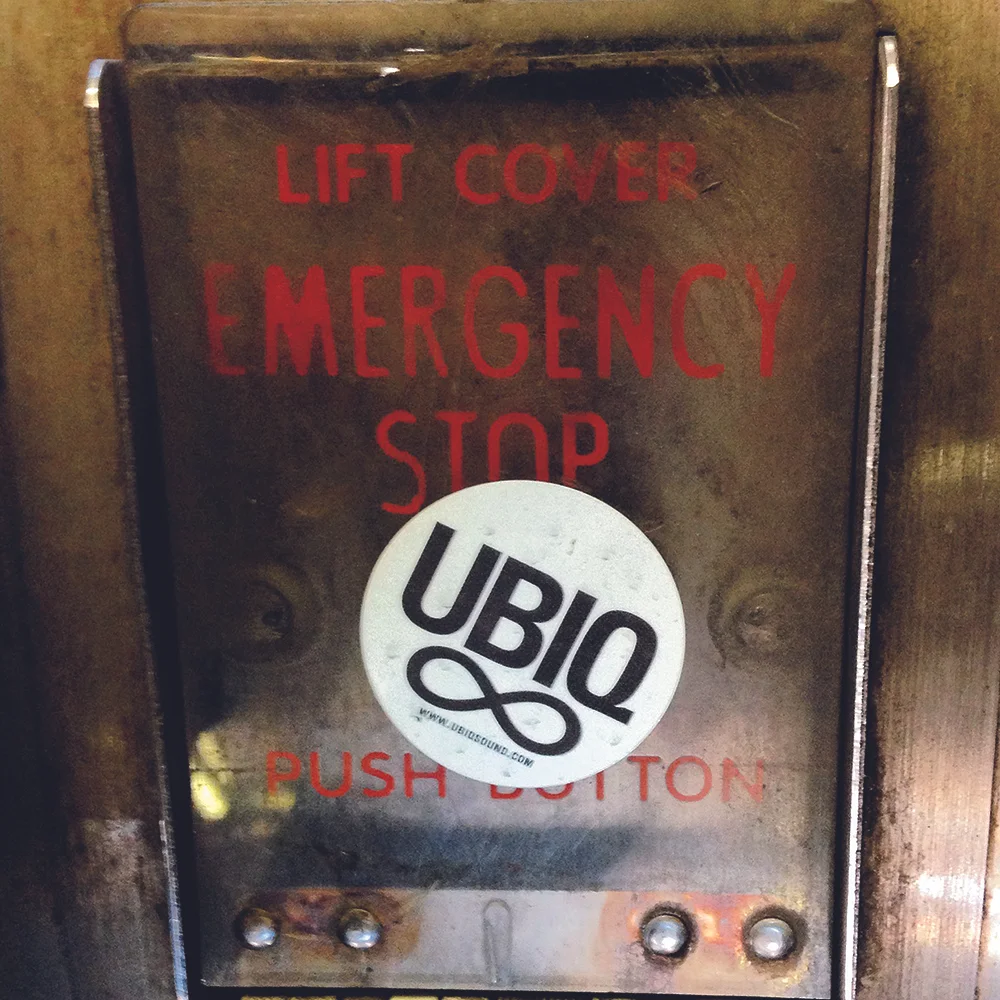 LIFT COVER
EMERGENCY
STOP
UBIQ
WWW.UBIQSOUND.COM
PUSH BUTTON